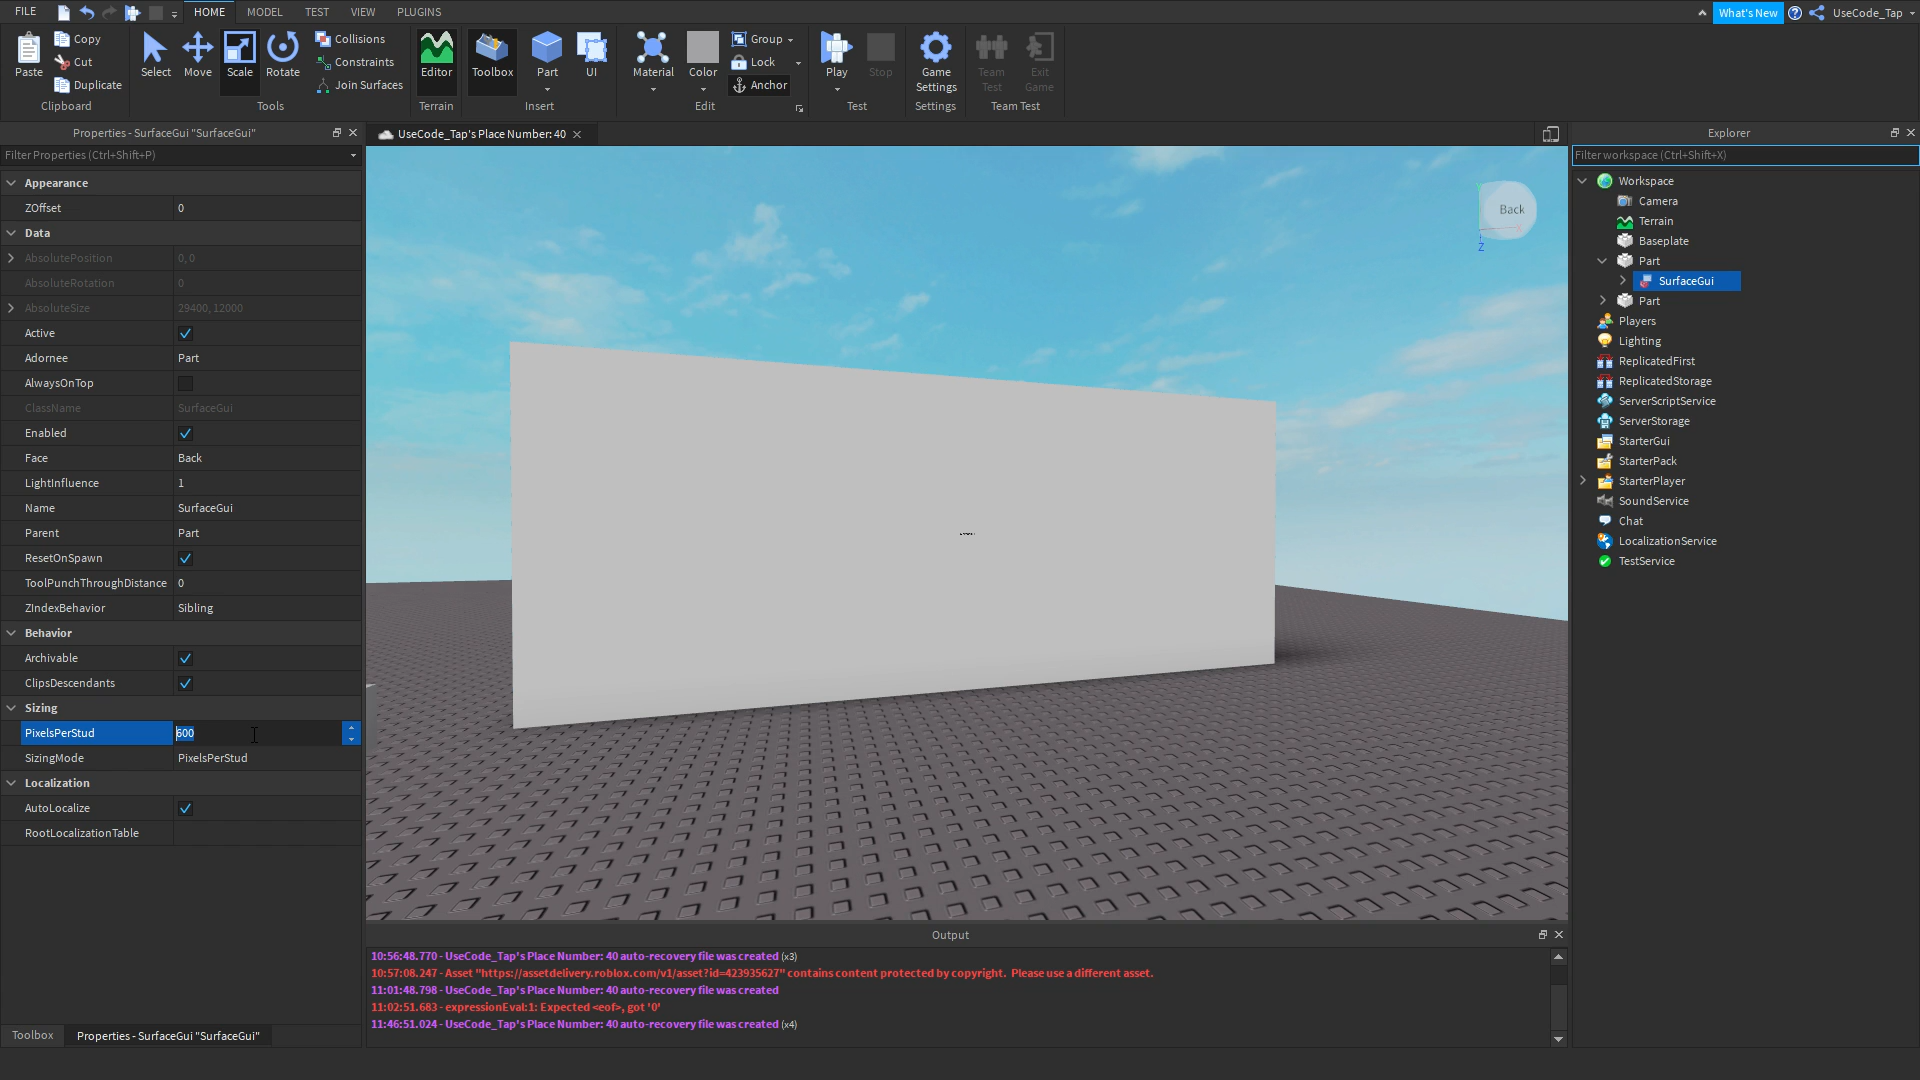 FILE HOME MODEL TEST VIEW PLUGINS What's New UseCode_Tap
Paste Copy Cut Duplicate Clipboard
Select Move Scale Rotate Collisions Constraints Join Surfaces Tools
Editor Terrain
Toolbox Part UI Insert
Material Color Group Lock Anchor Edit
Play Stop Test
Game Settings Settings
Team Test Exit Game Team Test
Properties - SurfaceGui "SurfaceGui"
Filter Properties (Ctrl+Shift+P)
Appearance
ZOffset 0
Data
AbsolutePosition 0, 0
AbsoluteRotation 0
AbsoluteSize 29400, 12000
Active
Adornee Part
AlwaysOnTop
ClassName SurfaceGui
Enabled
Face Back
LightInfluence 1
Name SurfaceGui
Parent Part
ResetOnSpawn
ToolPunchThroughDistance 0
ZIndexBehavior Sibling
Behavior
Archivable
ClipsDescendants
Sizing
PixelsPerStud 600
SizingMode PixelsPerStud
Localization
AutoLocalize
RootLocalizationTable
Toolbox Properties - SurfaceGui "SurfaceGui"
UseCode_Tap's Place Number: 40
Back
Z
Output
10:56:48.770 - UseCode_Tap's Place Number: 40 auto-recovery file was created (x3)
10:57:08.247 - Asset "https://assetdelivery.roblox.com/v1/asset?id=423935627" contains content protected by copyright. Please use a different asset.
11:01:48.798 - UseCode_Tap's Place Number: 40 auto-recovery file was created
11:02:51.683 - expressionEval:1: Expected <eof>, got '0'
11:46:51.024 - UseCode_Tap's Place Number: 40 auto-recovery file was created (x4)
Explorer
Filter workspace (Ctrl+Shift+X)
Workspace
Camera
Terrain
Baseplate
Part
SurfaceGui
Part
Players
Lighting
ReplicatedFirst
ReplicatedStorage
ServerScriptService
ServerStorage
StarterGui
StarterPack
StarterPlayer
SoundService
Chat
LocalizationService
TestService